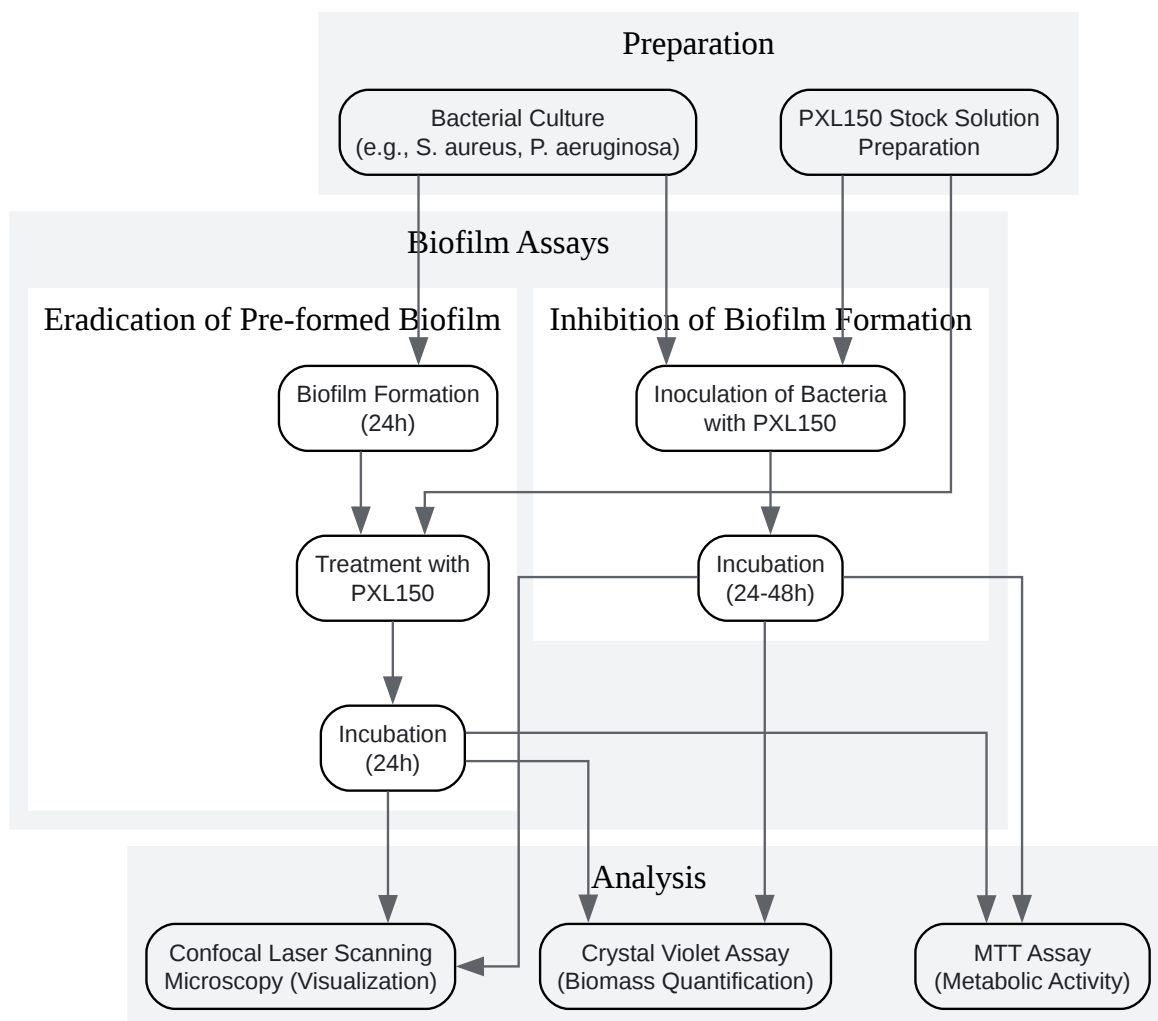 Preparation
Bacterial Culture
(e.g., S. aureus, P. aeruginosa)
PXL150 Stock Solution
Preparation
Biofilm Assays
Eradication of Pre-formed Biofilm
Inhibition of Biofilm Formation
Biofilm Formation
(24h)
Inoculation of Bacteria
with PXL150
Treatment with
PXL150
Incubation
(24-48h)
Incubation
(24h)
Analysis
Confocal Laser Scanning
Microscopy (Visualization)
Crystal Violet Assay
(Biomass Quantification)
MTT Assay
(Metabolic Activity)